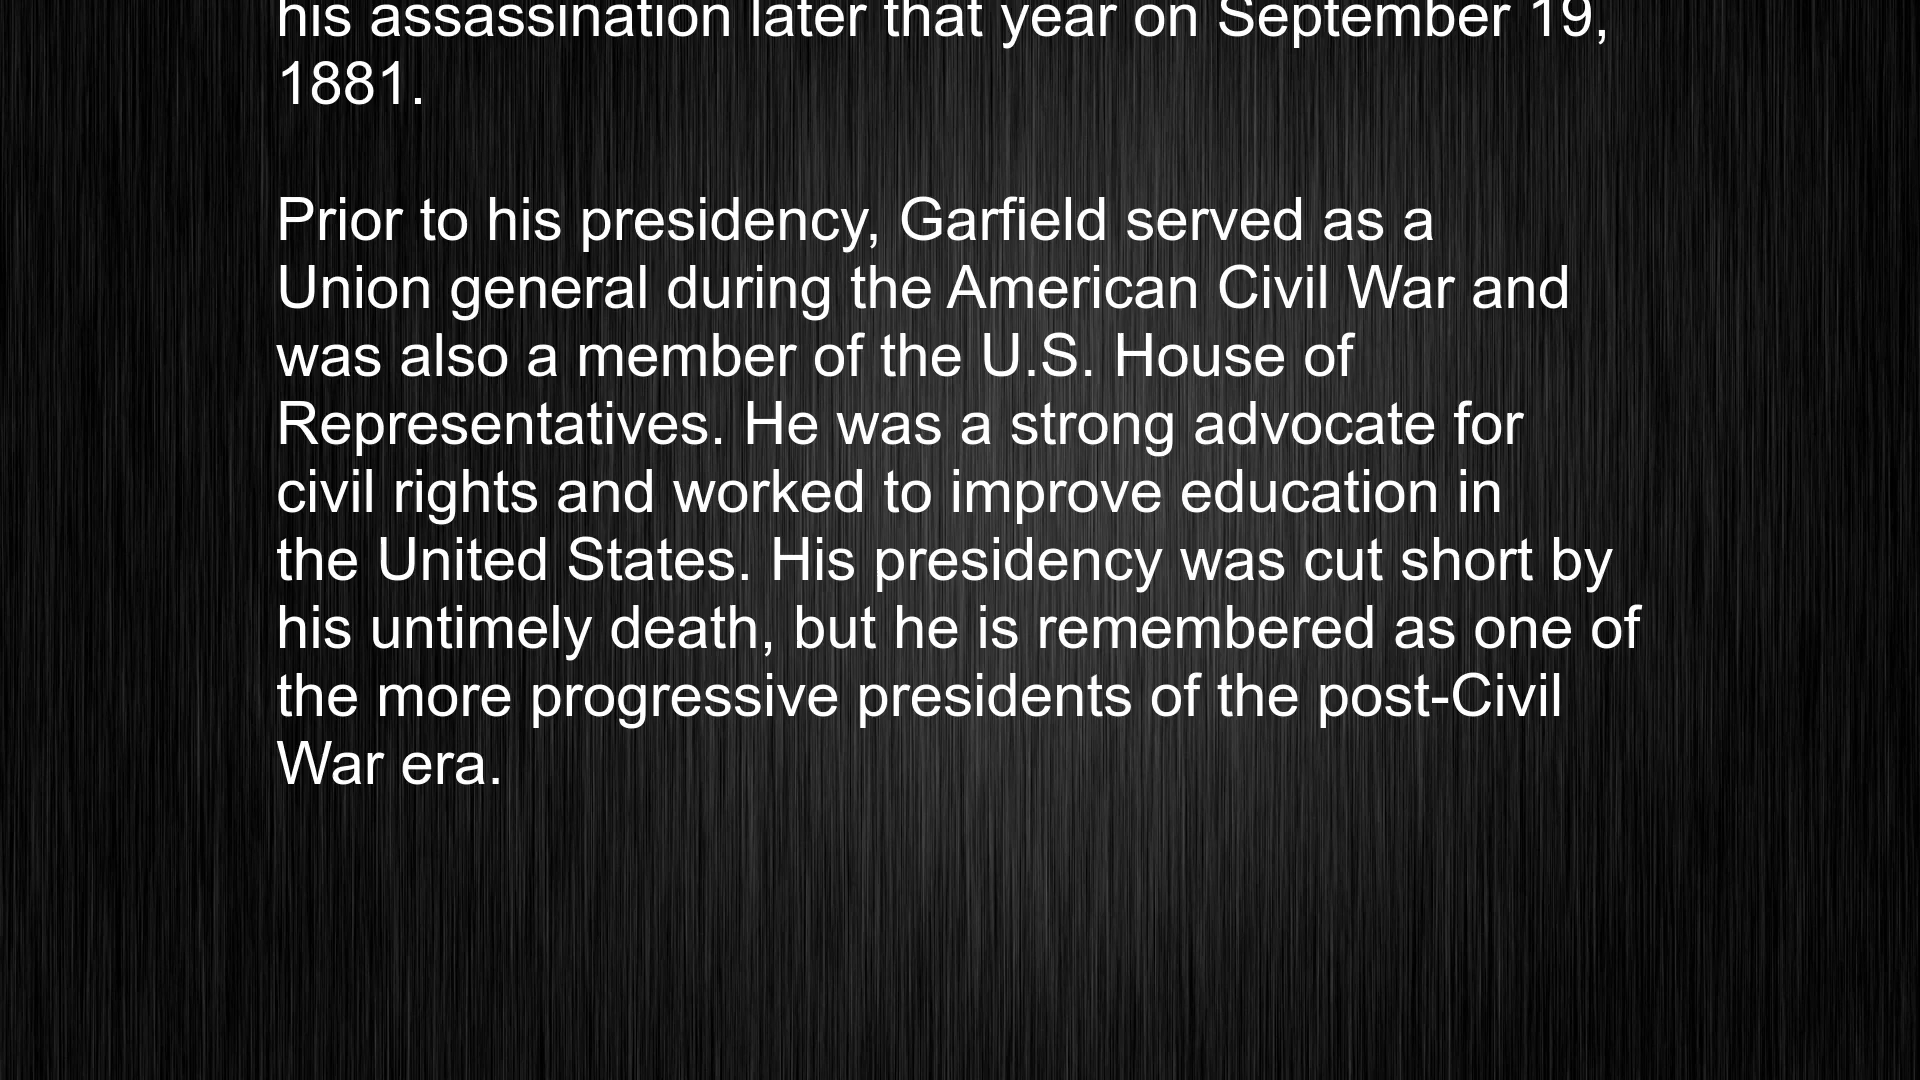 his assassination later that year on September 19,
1881.
Prior to his presidency, Garfield served as a
Union general during the American Civil War and
was also a member of the U.S. House of
Representatives. He was a strong advocate for
civil rights and worked to improve education in
the United States. His presidency was cut short by
his untimely death, but he is remembered as one of
the more progressive presidents of the post-Civil
War era.